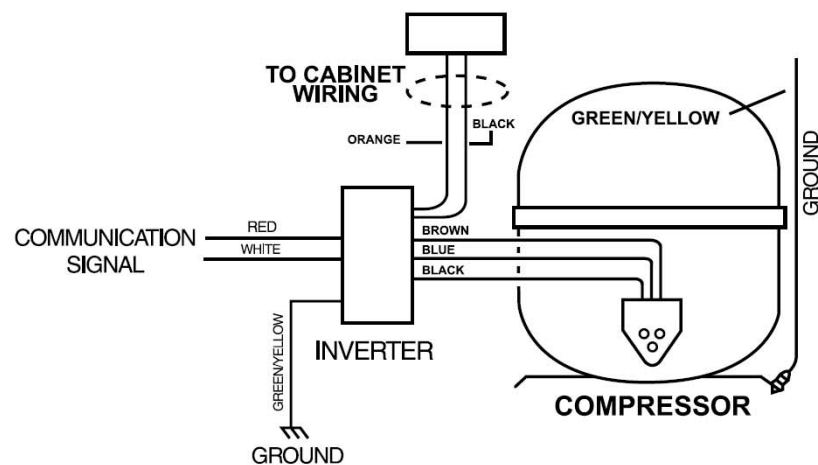 TO CABINET
WIRING
ORANGE
BLACK
GREEN/YELLOW
GROUND
COMMUNICATION
SIGNAL
RED
WHITE
BROWN
BLUE
BLACK
GREEN/YELLOW
INVERTER
GROUND
COMPRESSOR